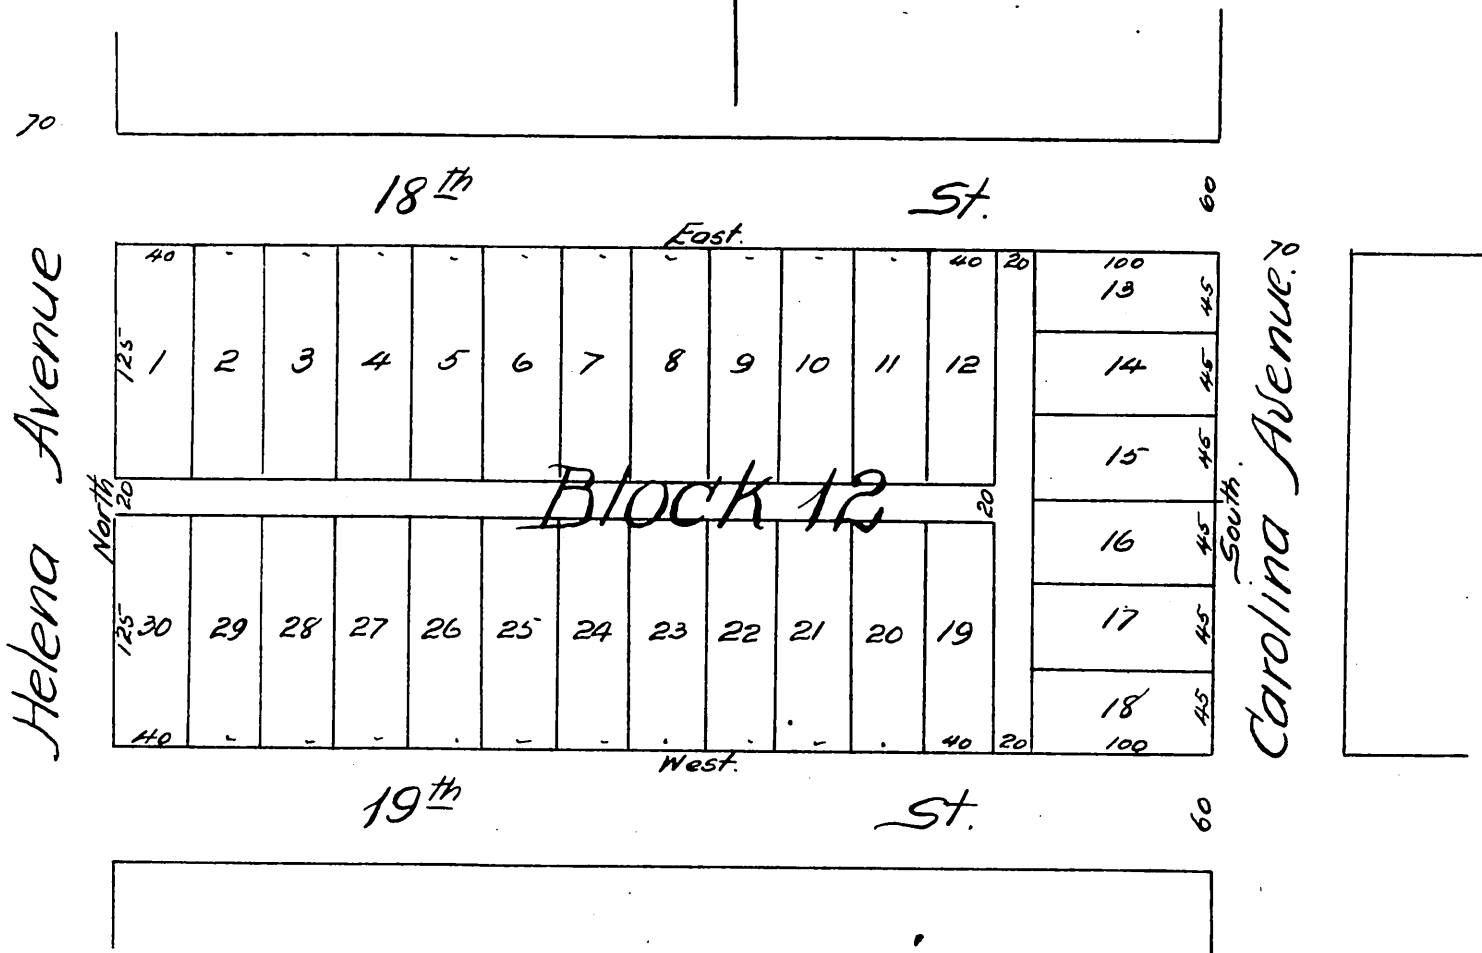 70
18th St. 60
East.
Helena Avenue
40 - - - - - - - - - - 40 20 100
70
125 1 2 3 4 5 6 7 8 9 10 11 12
13 45
14 45
15 45
North 20 Block 12 20
South.
16 45
17 45
18 45
125 30 29 28 27 26 25 24 23 22 21 20 19
40 - - - - - - - - - - 40 20 100
West.
Carolina Avenue.
19th St. 60